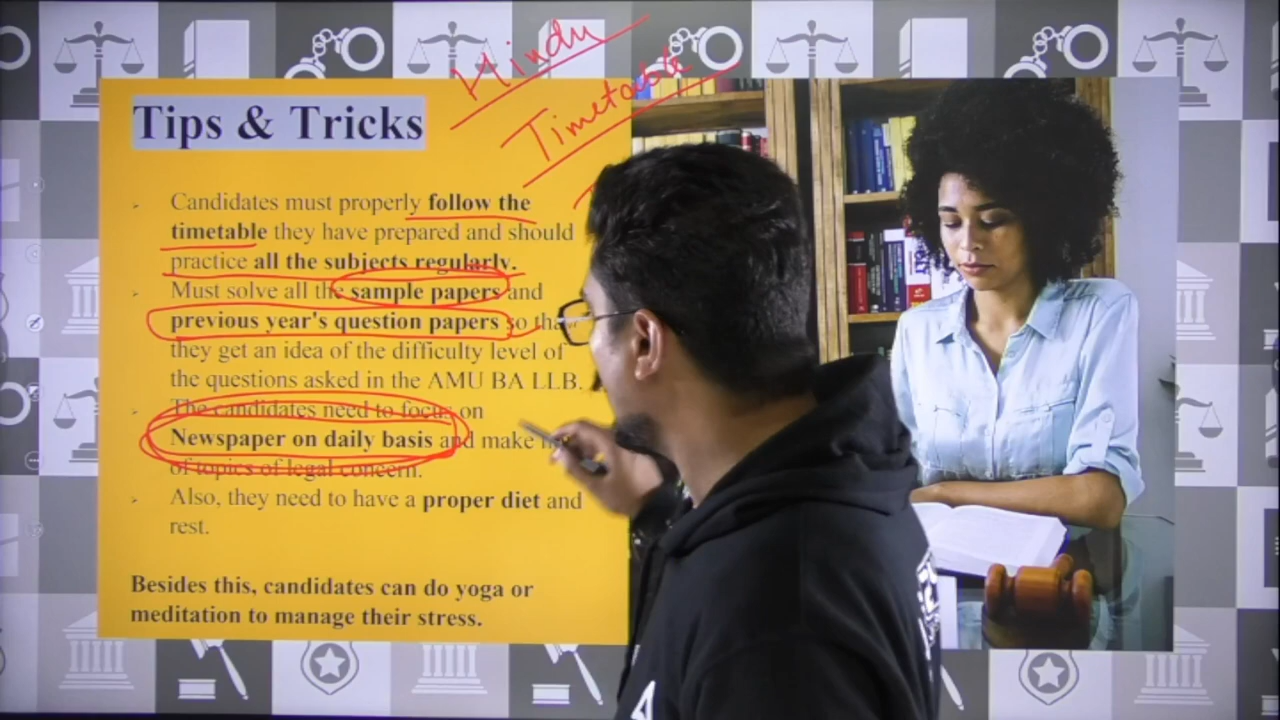 Hindu
Timetable
Tips & Tricks
Candidates must properly follow the
timetable they have prepared and should
practice all the subjects regularly.
Must solve all the sample papers and
previous year's question papers so that
they get an idea of the difficulty level of
the questions asked in the AMU BA LLB.
The candidates need to focus on
Newspaper on daily basis and make
of topics of legal concern.
Also, they need to have a proper diet and
rest.
Besides this, candidates can do yoga or
meditation to manage their stress.